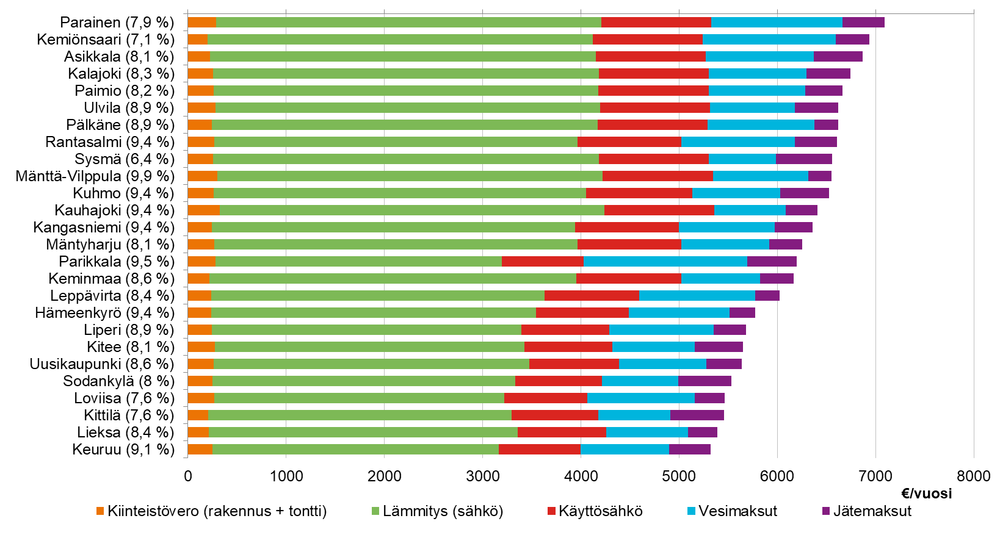 Parainen (7,9 %)
Kemiönsaari (7,1 %)
Asikkala (8,1 %)
Kalajoki (8,3 %)
Paimio (8,2 %)
Ulvila (8,9 %)
Pälkäne (8,9 %)
Rantasalmi (9,4 %)
Sysmä (6,4 %)
Mänttä-Vilppula (9,9 %)
Kuhmo (9,4 %)
Kauhajoki (9,4 %)
Kangasniemi (9,4 %)
Mäntyharju (8,1 %)
Parikkala (9,5 %)
Keminmaa (8,6 %)
Leppävirta (8,4 %)
Hämeenkyrö (9,4 %)
Liperi (8,9 %)
Kitee (8,1 %)
Uusikaupunki (8,6 %)
Sodankylä (8 %)
Loviisa (7,6 %)
Kittilä (7,6 %)
Lieksa (8,4 %)
Keuruu (9,1 %)
0 1000 2000 3000 4000 5000 6000 7000 8000
€/vuosi
Kiinteistövero (rakennus + tontti) Lämmitys (sähkö) Käyttösähkö Vesimaksut Jätemaksut